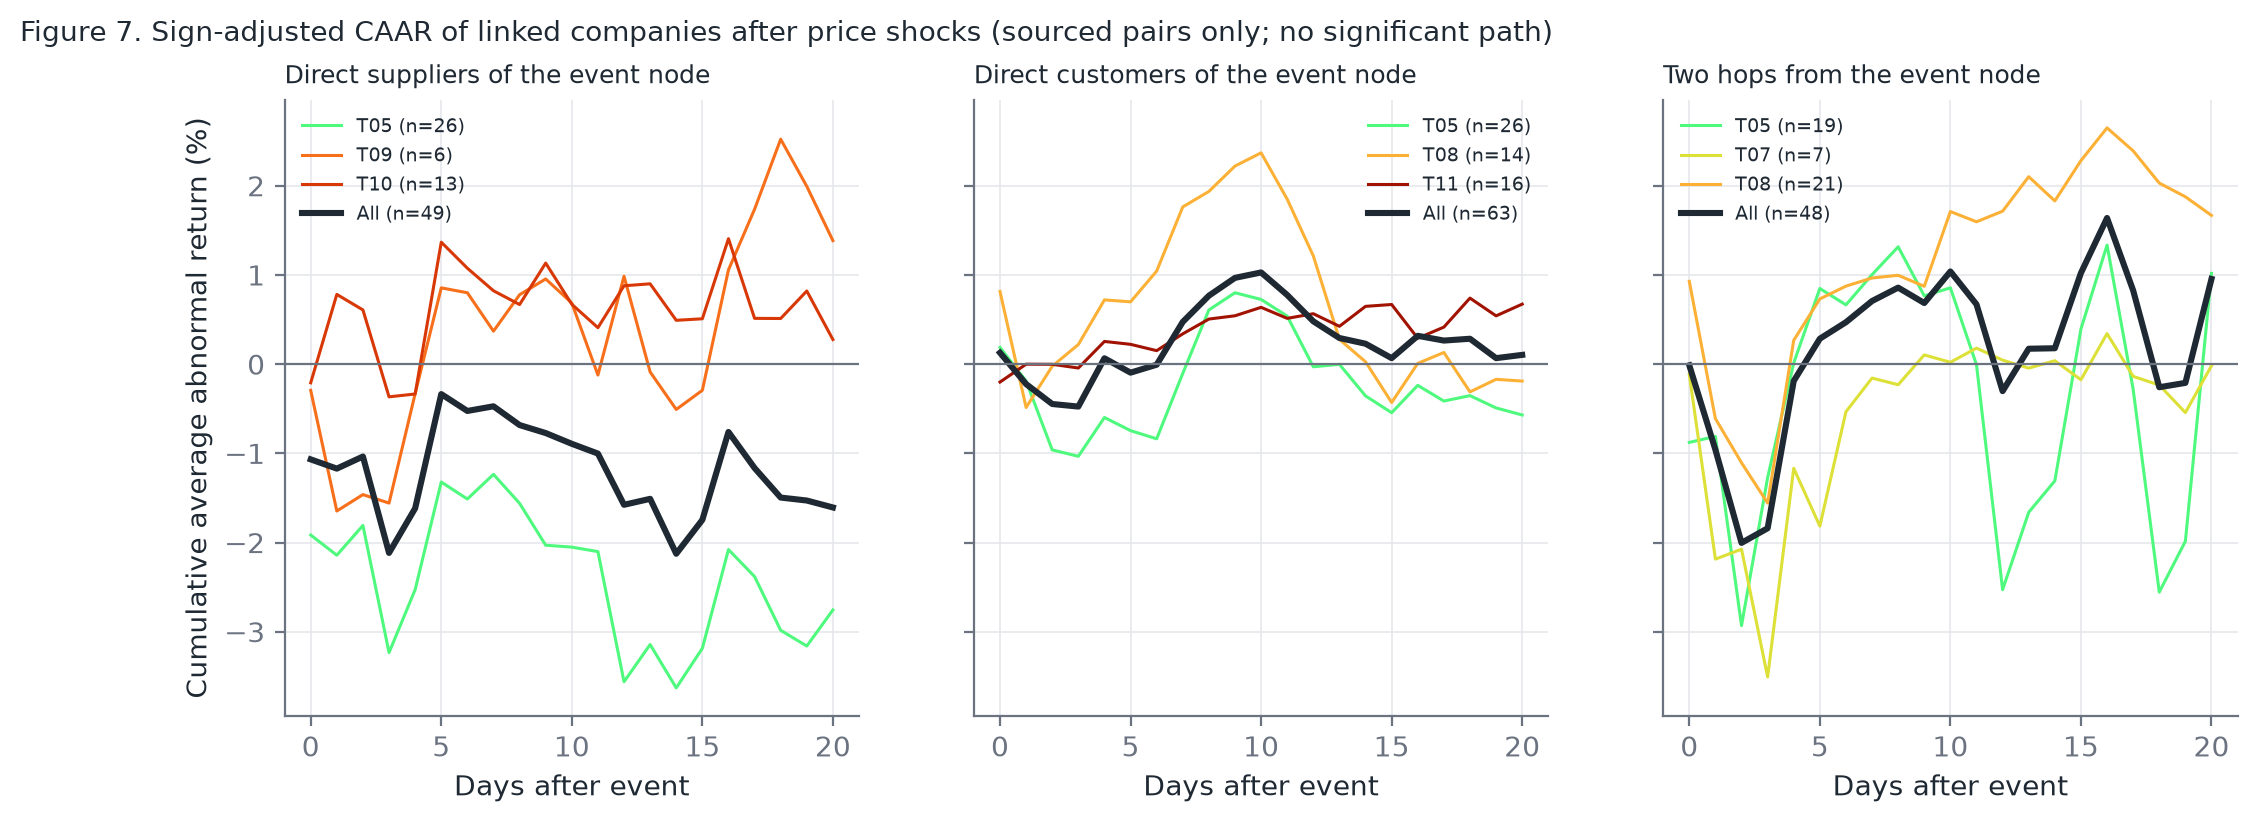 Figure 7. Sign-adjusted CAAR of linked companies after price shocks (sourced pairs only; no significant path)
Direct suppliers of the event node
Cumulative average abnormal return (%)
T05 (n=26)
T09 (n=6)
T10 (n=13)
All (n=49)
2
1
0
−1
−2
−3
0 5 10 15 20
Days after event
Direct customers of the event node
T05 (n=26)
T08 (n=14)
T11 (n=16)
All (n=63)
0 5 10 15 20
Days after event
Two hops from the event node
T05 (n=19)
T07 (n=7)
T08 (n=21)
All (n=48)
0 5 10 15 20
Days after event